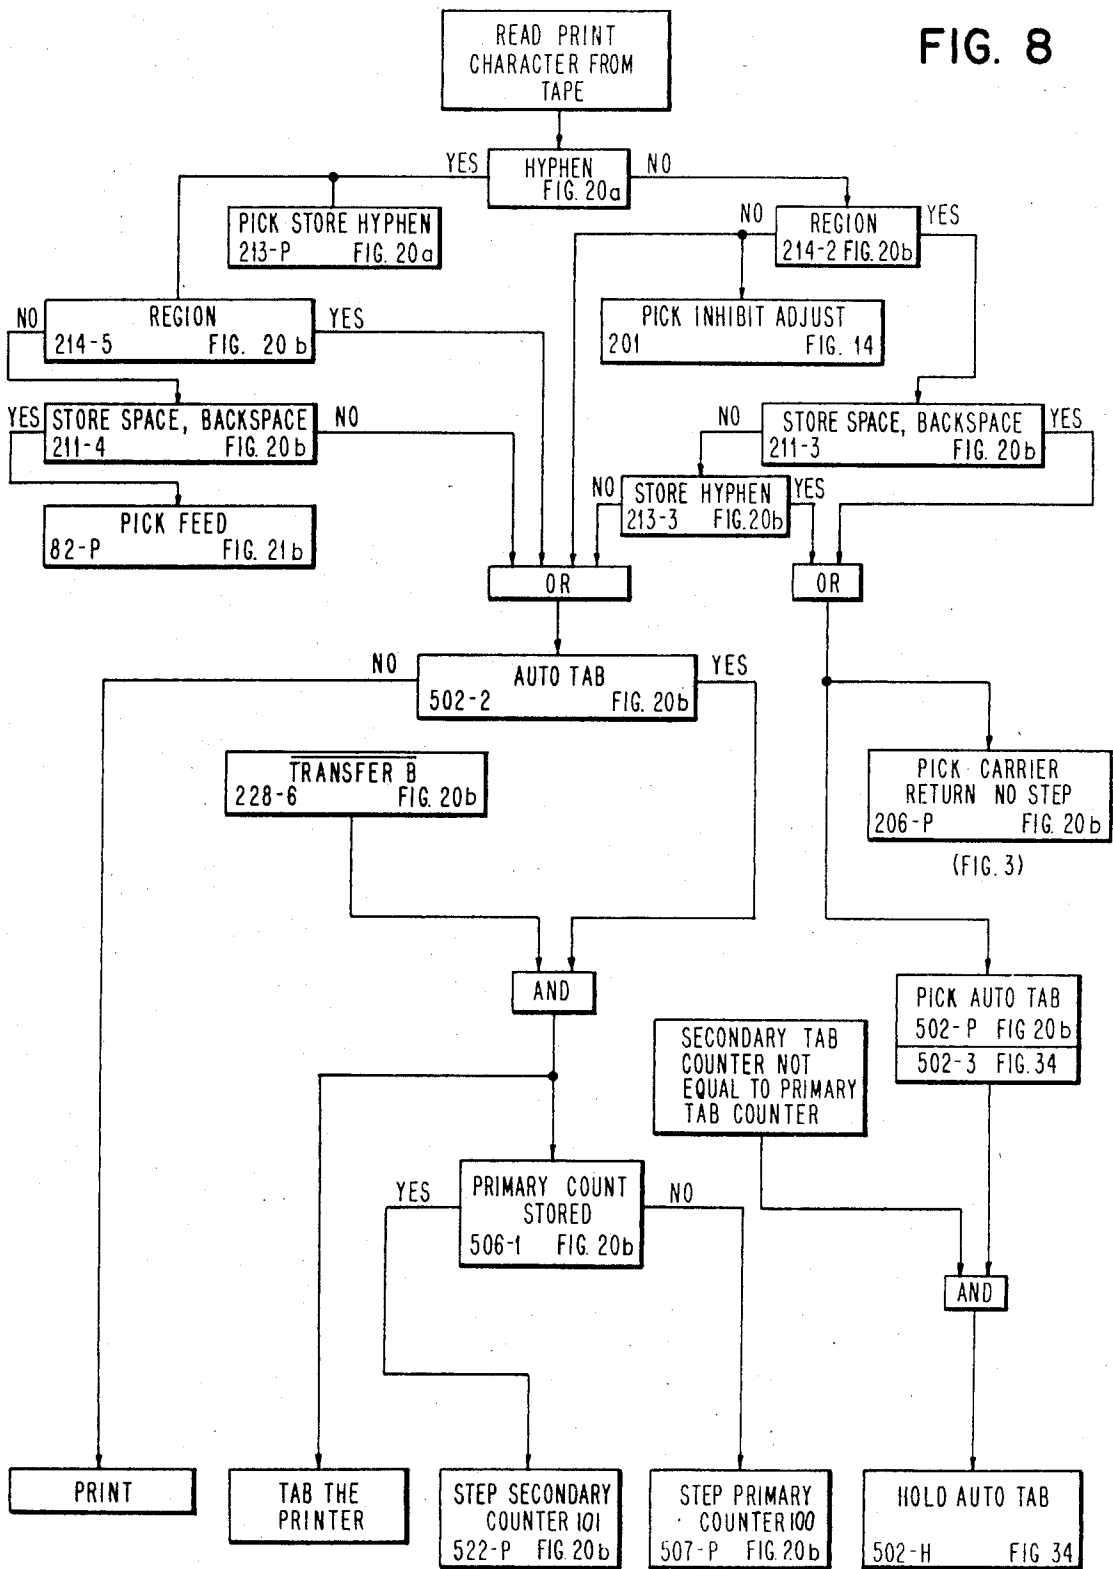 FIG. 8
READ PRINT
CHARACTER FROM
TAPE
YES
HYPHEN
FIG. 20a
NO
PICK STORE HYPHEN
213-P FIG. 20a
NO
REGION
214-2 FIG. 20b
YES
NO
REGION
214-5 FIG. 20b
YES
PICK INHIBIT ADJUST
201 FIG. 14
YES
STORE SPACE, BACKSPACE
211-4 FIG. 20b
NO
NO
STORE SPACE, BACKSPACE
211-3 FIG. 20b
YES
NO
STORE HYPHEN
213-3 FIG. 20b
YES
PICK FEED
82-P FIG. 21b
OR
OR
NO
AUTO TAB
502-2 FIG. 20b
YES
TRANSFER B
228-6 FIG. 20b
PICK CARRIER
RETURN NO STEP
206-P FIG. 20b
(FIG. 3)
AND
PICK AUTO TAB
502-P FIG 20b
502-3 FIG. 34
SECONDARY TAB
COUNTER NOT
EQUAL TO PRIMARY
TAB COUNTER
YES
PRIMARY COUNT
STORED
506-1 FIG. 20b
NO
AND
PRINT
TAB THE
PRINTER
STEP SECONDARY
COUNTER 101
522-P FIG. 20b
STEP PRIMARY
COUNTER 100
507-P FIG. 20b
HOLD AUTO TAB
502-H FIG 34